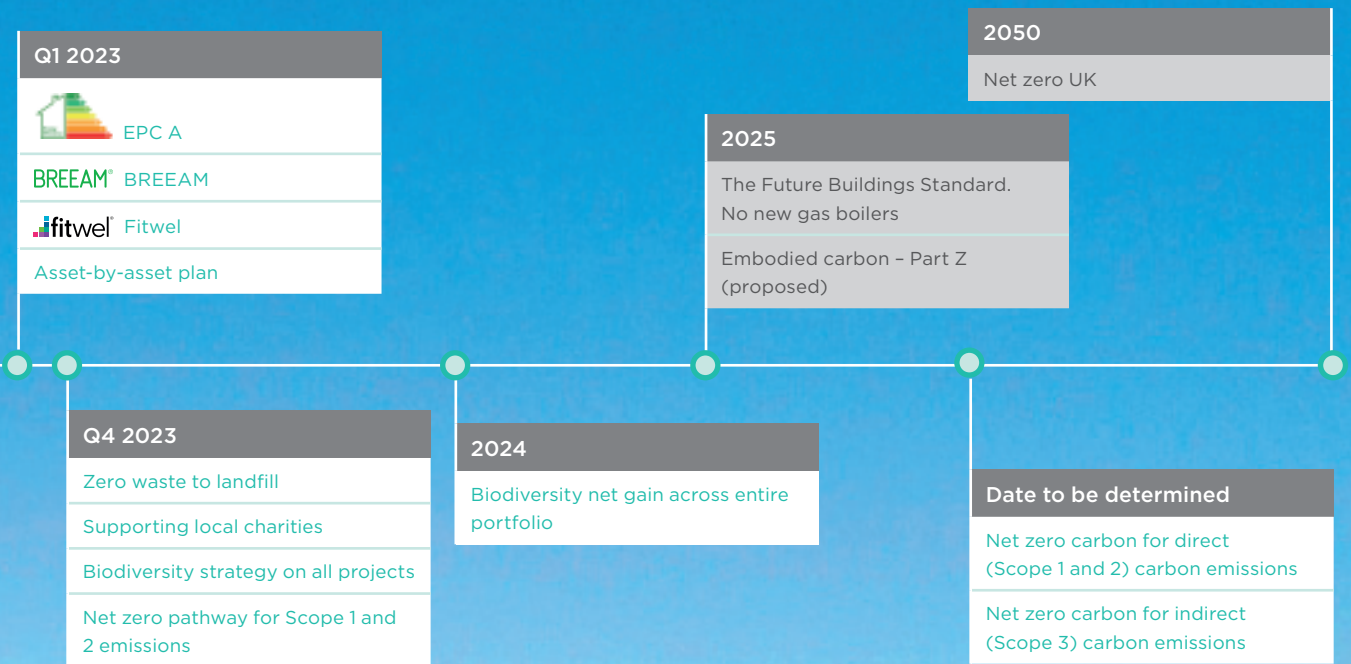 Q1 2023
EPC A
BREEAM® BREEAM
fitwel® Fitwel
Asset-by-asset plan
Q4 2023
Zero waste to landfill
Supporting local charities
Biodiversity strategy on all projects
Net zero pathway for Scope 1 and
2 emissions
2024
Biodiversity net gain across entire
portfolio
2025
The Future Buildings Standard.
No new gas boilers
Embodied carbon – Part Z
(proposed)
Date to be determined
Net zero carbon for direct
(Scope 1 and 2) carbon emissions
Net zero carbon for indirect
(Scope 3) carbon emissions
2050
Net zero UK